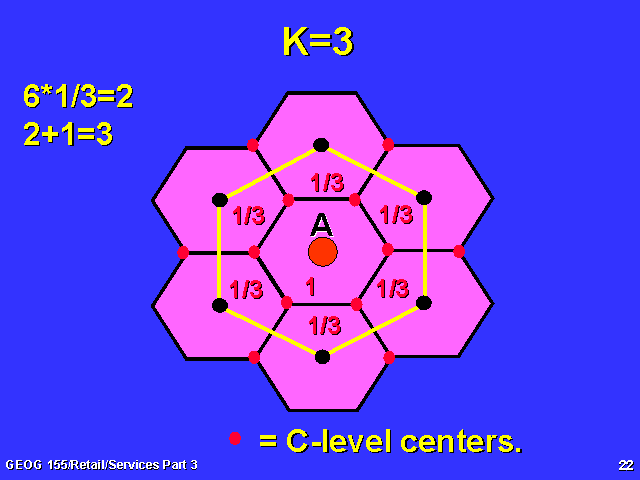 K=3
6*1/3=2
2+1=3
1/3
1/3
1/3
A
1/3
1
1/3
1/3
= C-level centers.
GEOG 155/Retail/Services Part 3
22